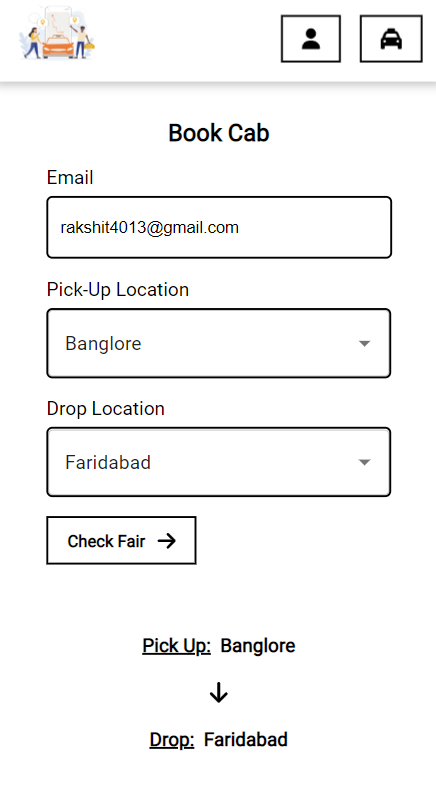 Book Cab
Email
rakshit4013@gmail.com
Pick-Up Location
Banglore
Drop Location
Faridabad
Check Fair
Pick Up: Banglore
Drop: Faridabad